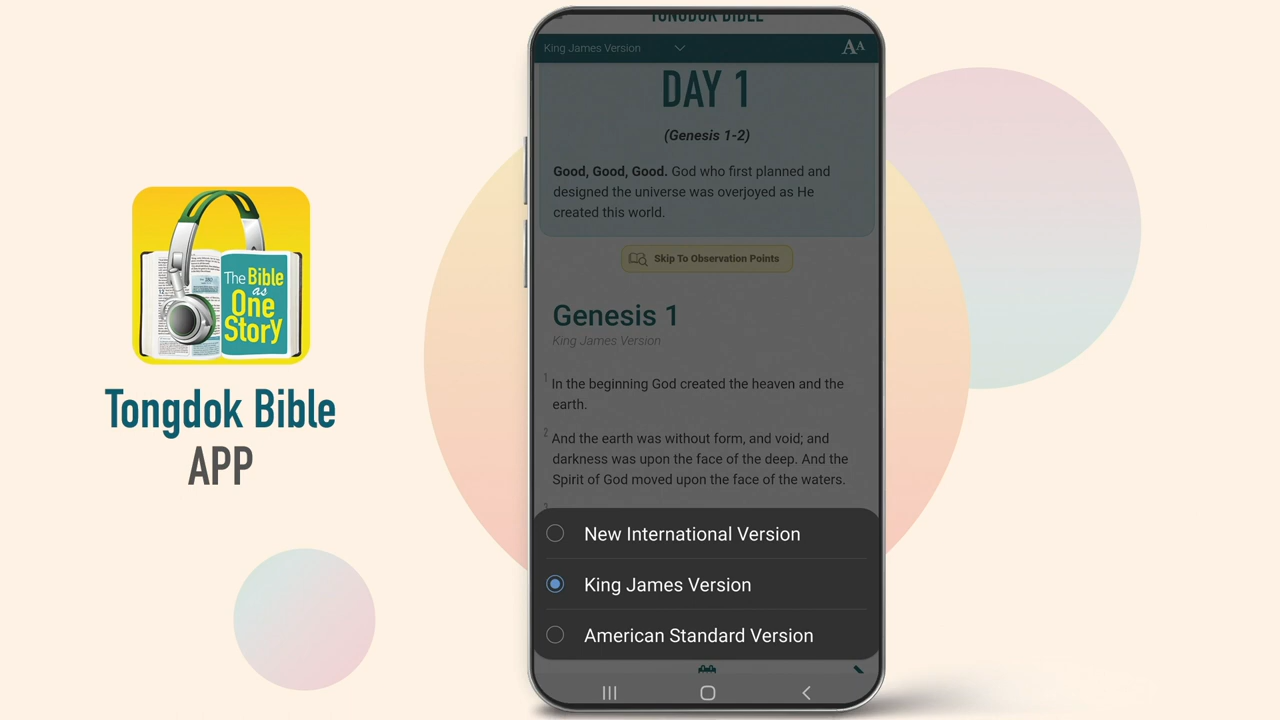 The Bible
as
One
Story
Tongdok Bible
APP
TONGDOK BIBLE
King James Version
AA
DAY 1
(Genesis 1-2)
Good, Good, Good. God who first planned and
designed the universe was overjoyed as He
created this world.
Skip To Observation Points
Genesis 1
King James Version
1 In the beginning God created the heaven and the
earth.
2 And the earth was without form, and void; and
darkness was upon the face of the deep. And the
Spirit of God moved upon the face of the waters.
New International Version
King James Version
American Standard Version